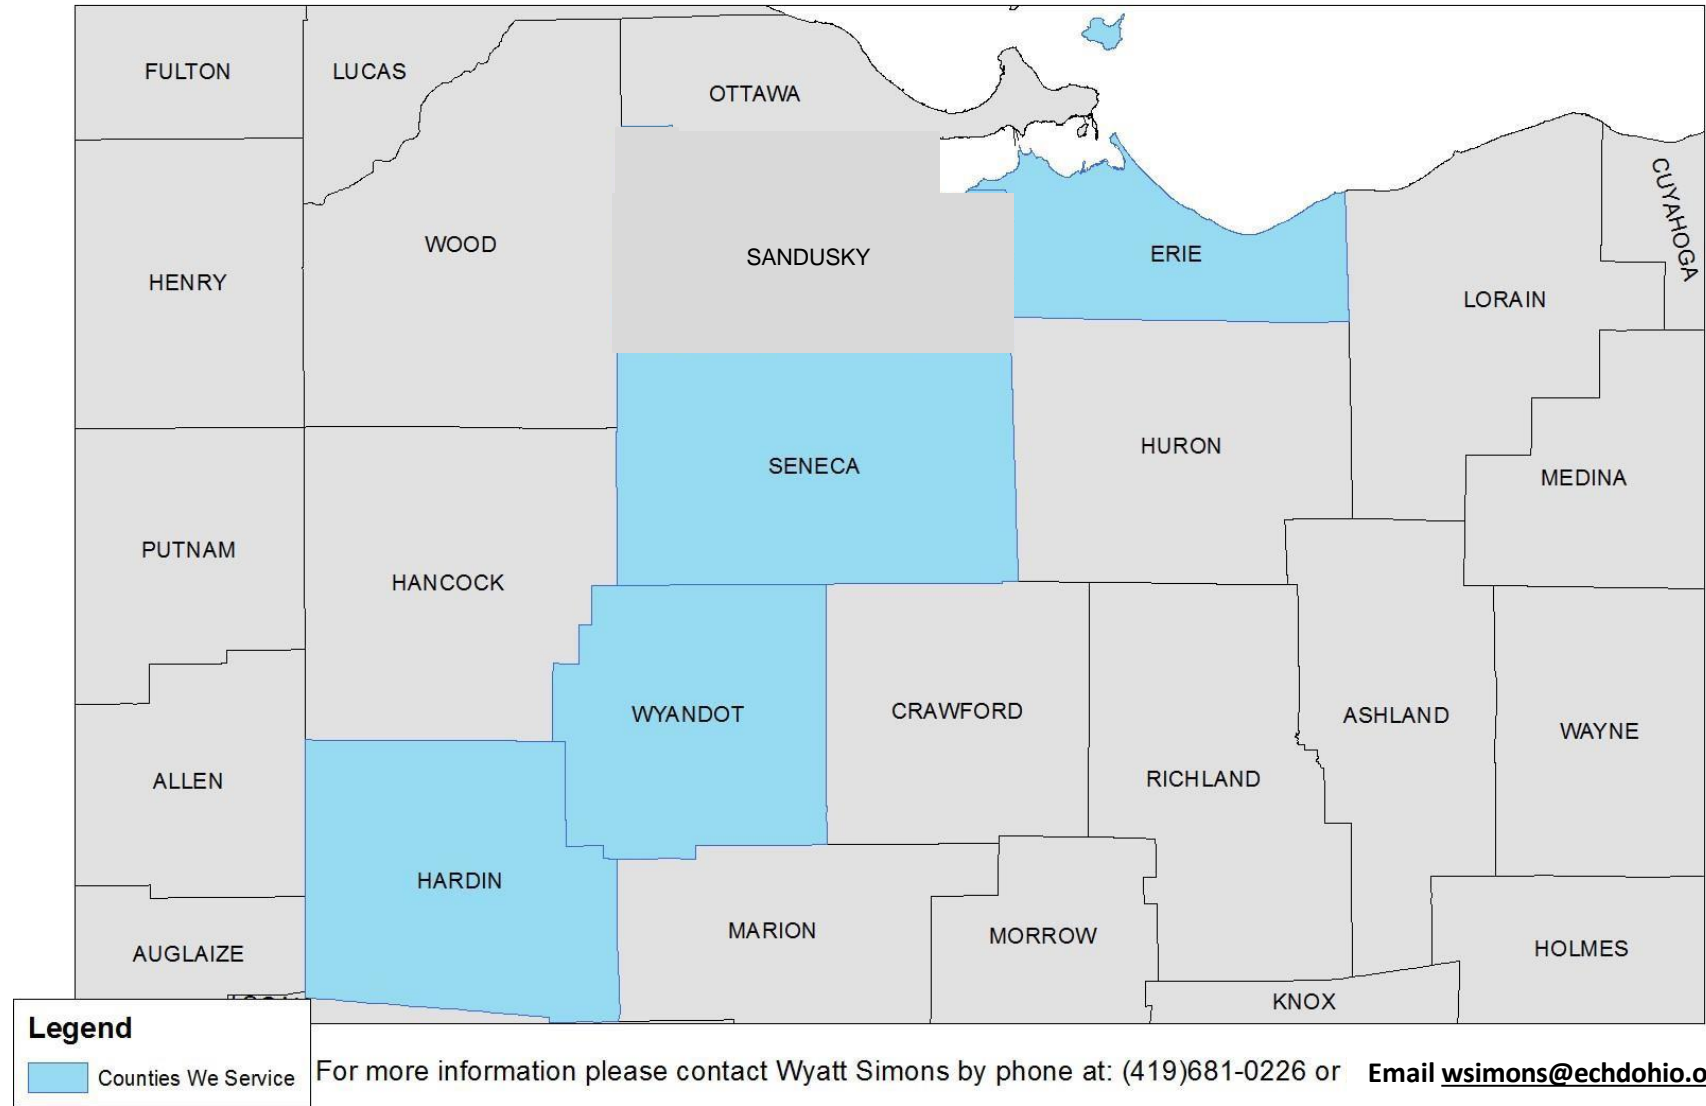 FULTON
LUCAS
OTTAWA
CUYAHOGA
WOOD
SANDUSKY
ERIE
HENRY
LORAIN
SENECA
HURON
MEDINA
PUTNAM
HANCOCK
WYANDOT
CRAWFORD
ASHLAND
WAYNE
ALLEN
RICHLAND
HARDIN
MARION
MORROW
AUGLAIZE
HOLMES
KNOX
Legend
Counties We Service
For more information please contact Wyatt Simons by phone at: (419)681-0226 or Email wsimons@echdohio.o